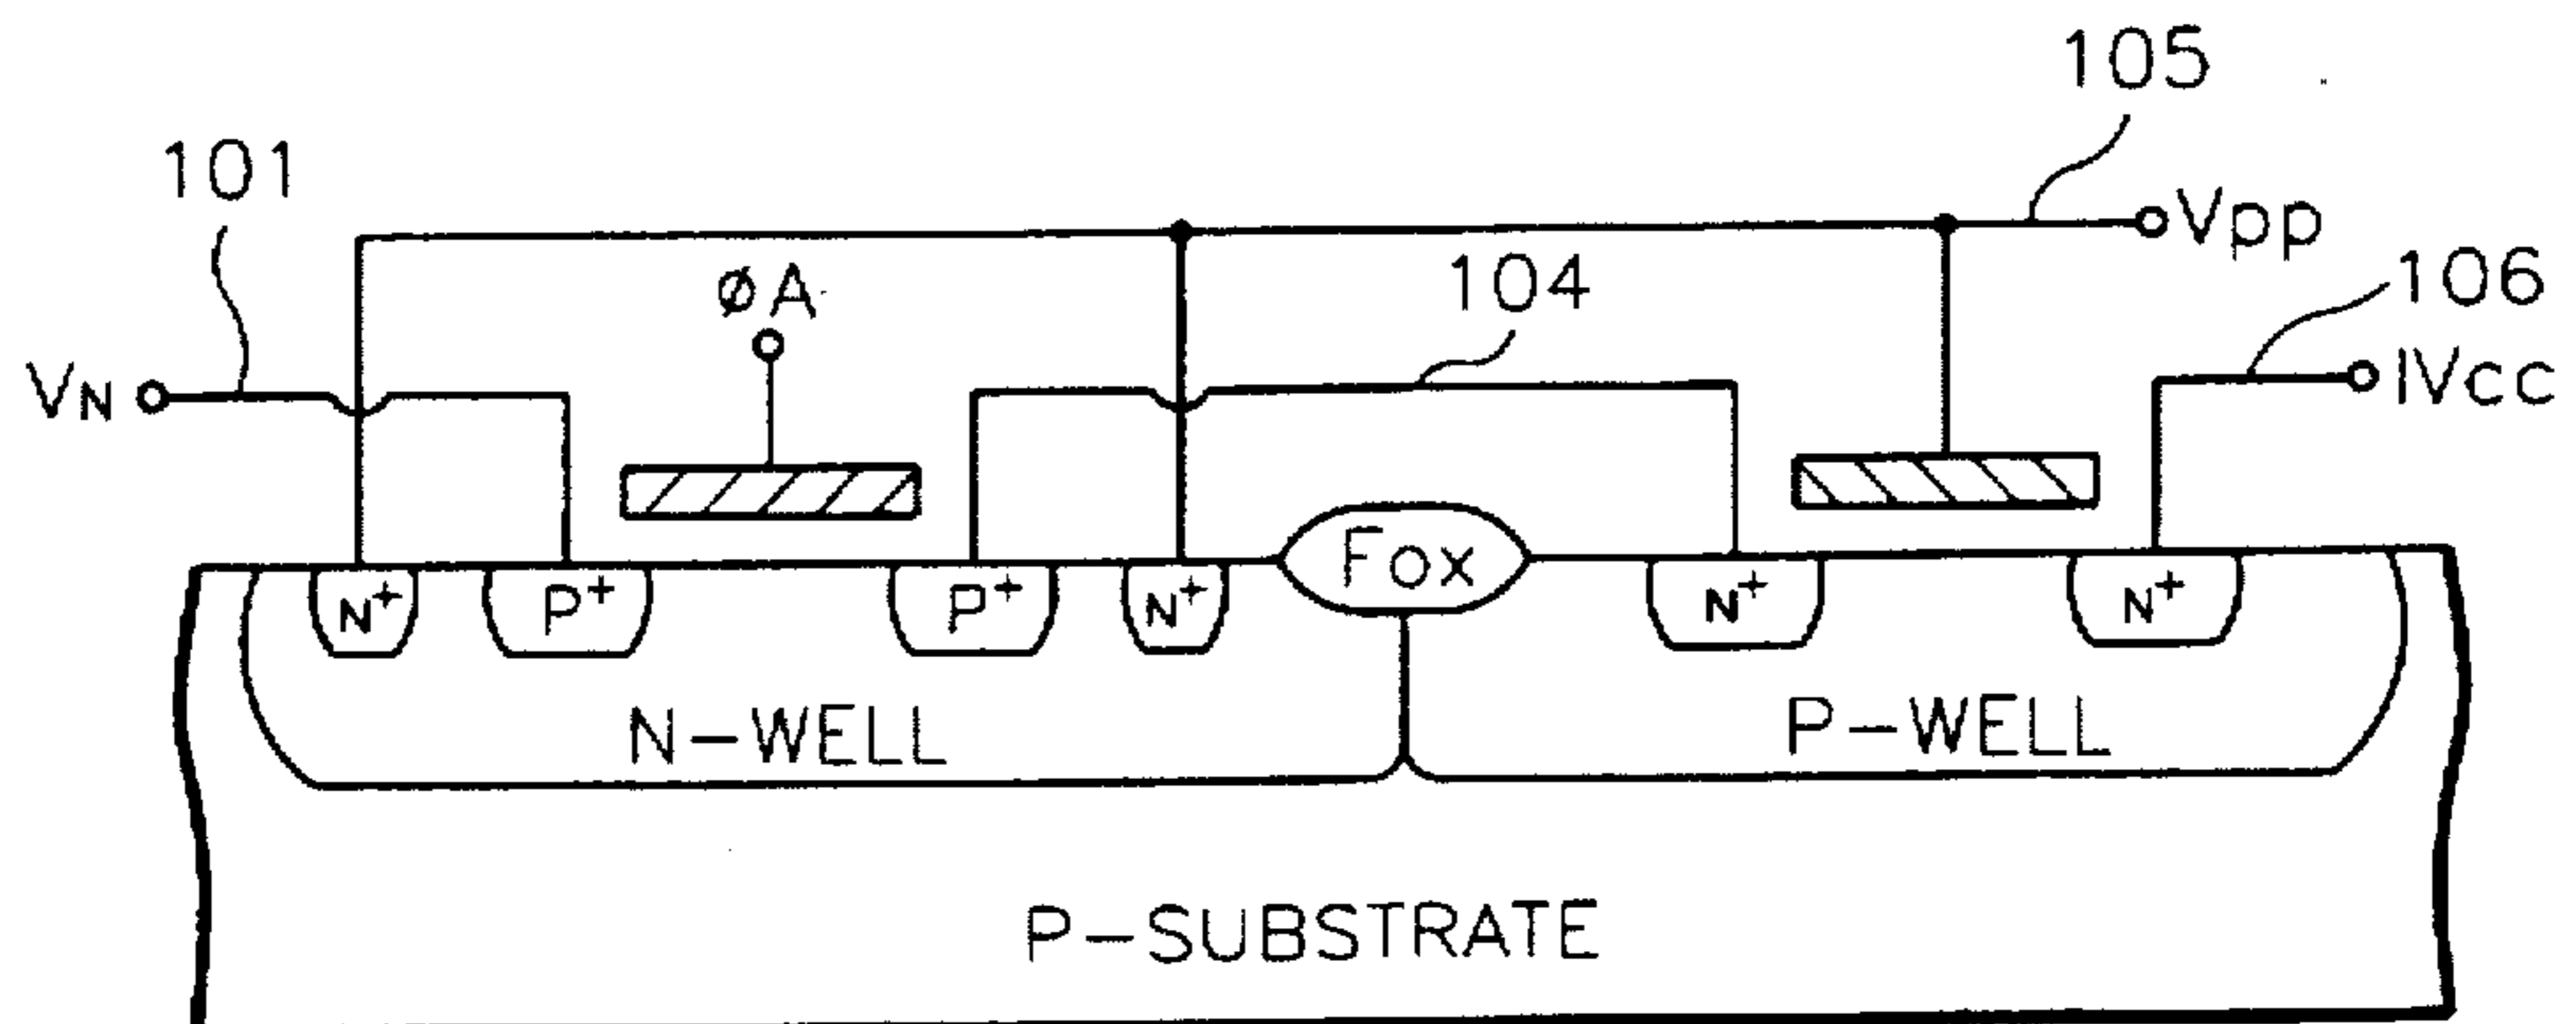 105
101
Vpp
øA
104
106
VN
IVcc
Fox
N+
P+
P+
N+
N+
N+
N-WELL
P-WELL
P-SUBSTRATE